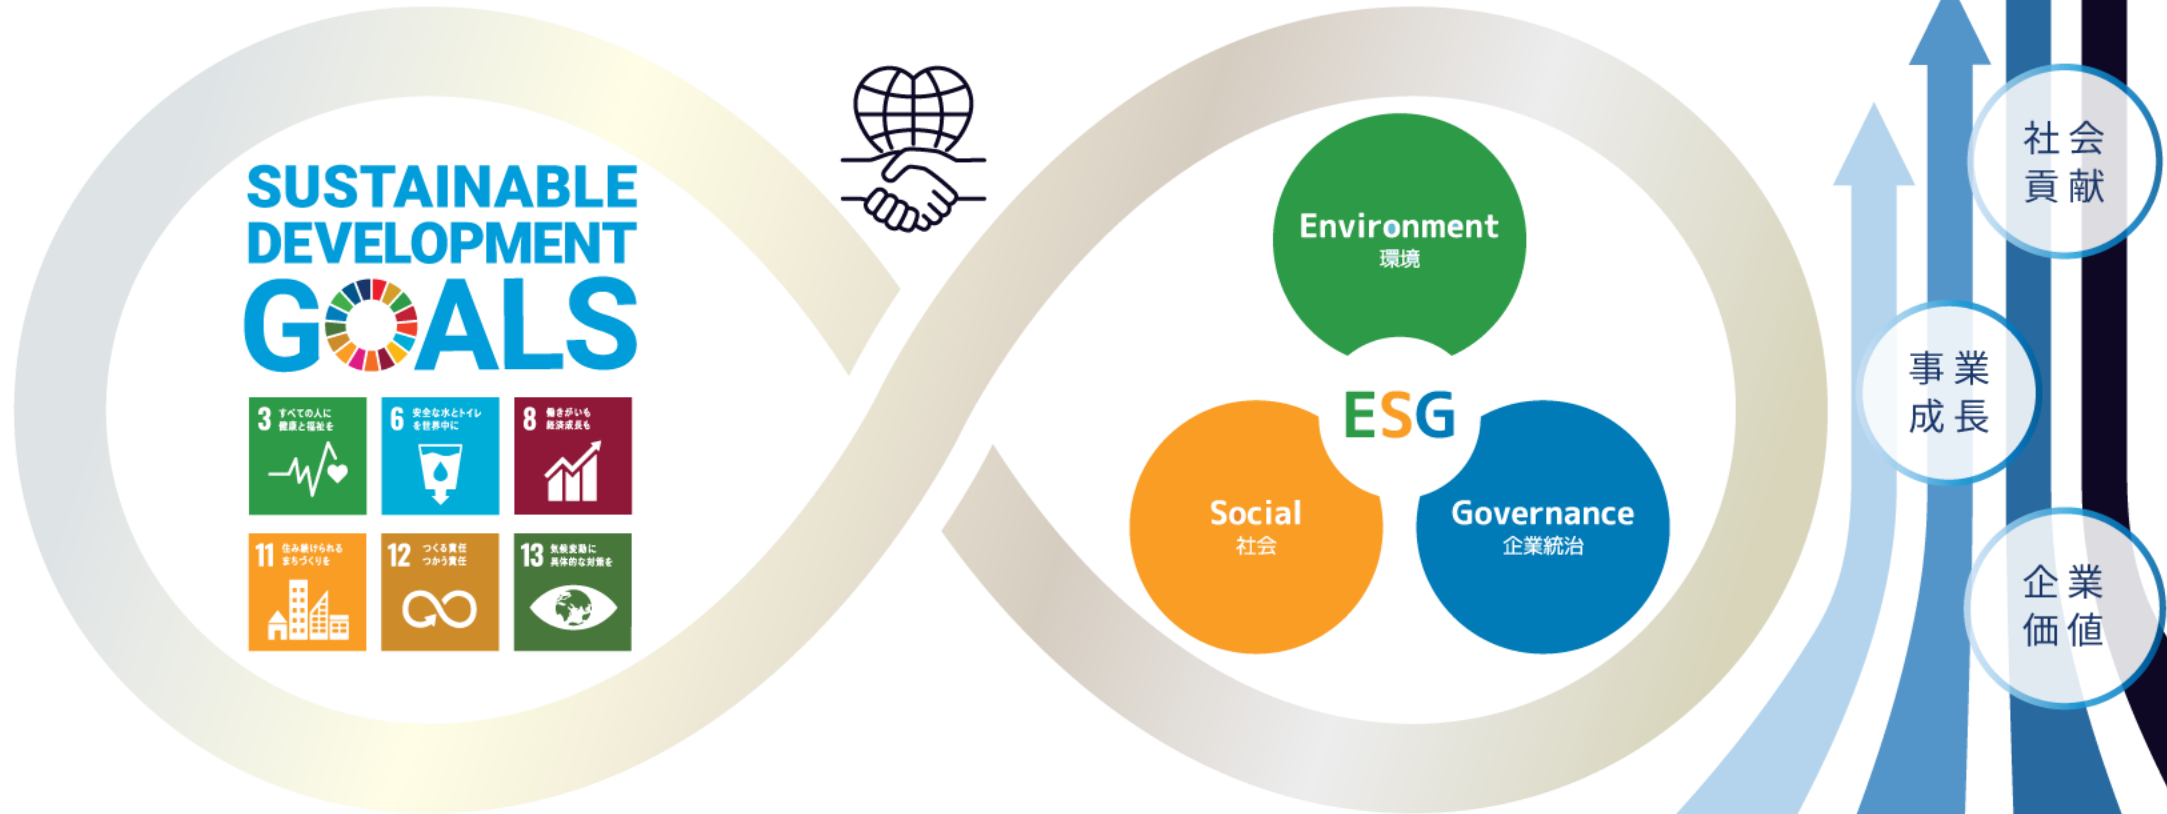 SUSTAINABLE
DEVELOPMENT
GOALS
3 すべての人に
健康と福祉を
6 安全な水とトイレ
を世界中に
8 働きがいも
経済成長も
11 住み続けられる
まちづくりを
12 つくる責任
つかう責任
13 気候変動に
具体的な対策を
Environment
環境
ESG
Social
社会
Governance
企業統治
社会
貢献
事業
成長
企業
価値